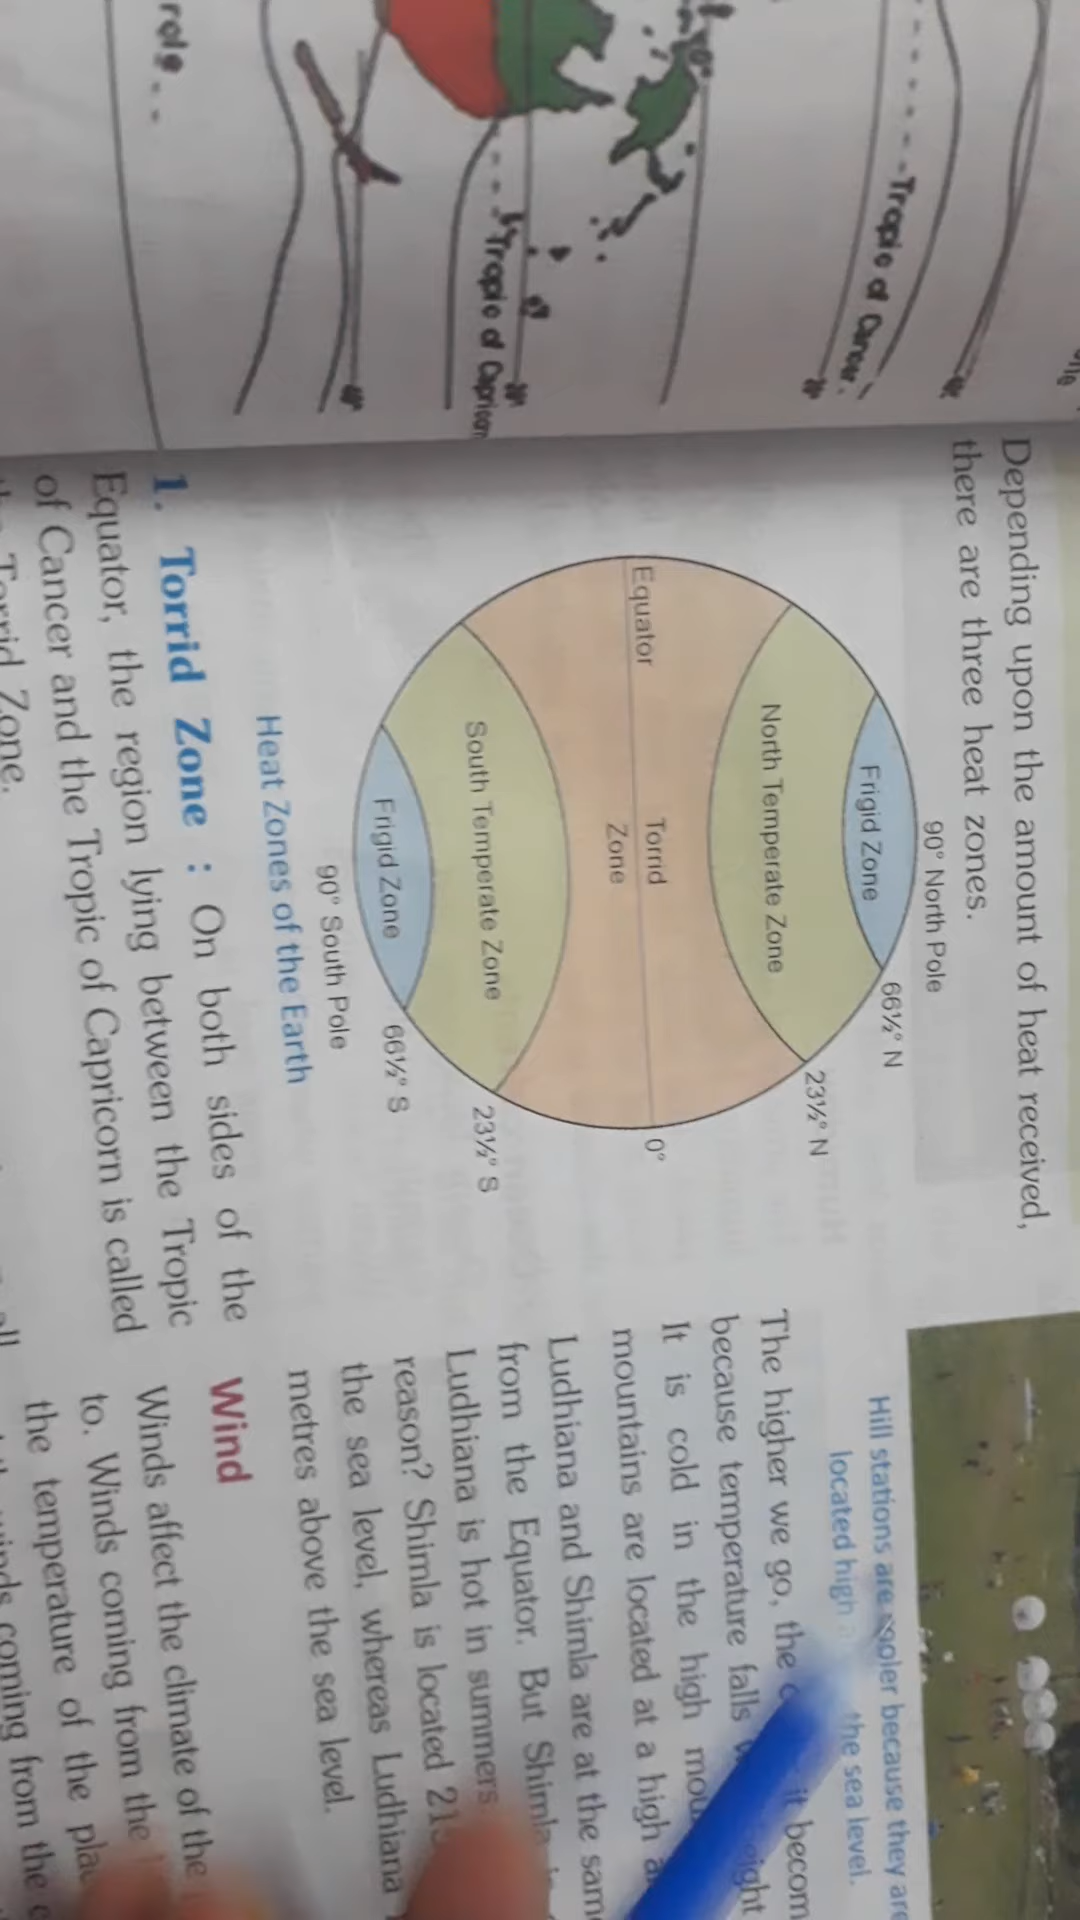 Tropic of Cancer.
Tropic of Capricorn
Depending upon the amount of heat received,
there are three heat zones.
90° North Pole
66½° N
Frigid Zone
23½° N
North Temperate Zone
Equator
Torrid
Zone
0°
South Temperate Zone
23½° S
Frigid Zone
66½° S
90° South Pole
Heat Zones of the Earth
1. Torrid Zone : On both sides of the
Equator, the region lying between the Tropic
of Cancer and the Tropic of Capricorn is called
Torrid Zone.
Hill stations are cooler because they are
located high the sea level.
The higher we go, the it becom
because temperature falls
It is cold in the high
mountains are located at a high
Ludhiana and Shimla are at the same
from the Equator. But Shimla
Ludhiana is hot in summers
reason? Shimla is located
the sea level, whereas Ludhiana
metres above the sea level.
Wind
Winds affect the climate of the
to. Winds coming from the
the temperature of the
coming from the